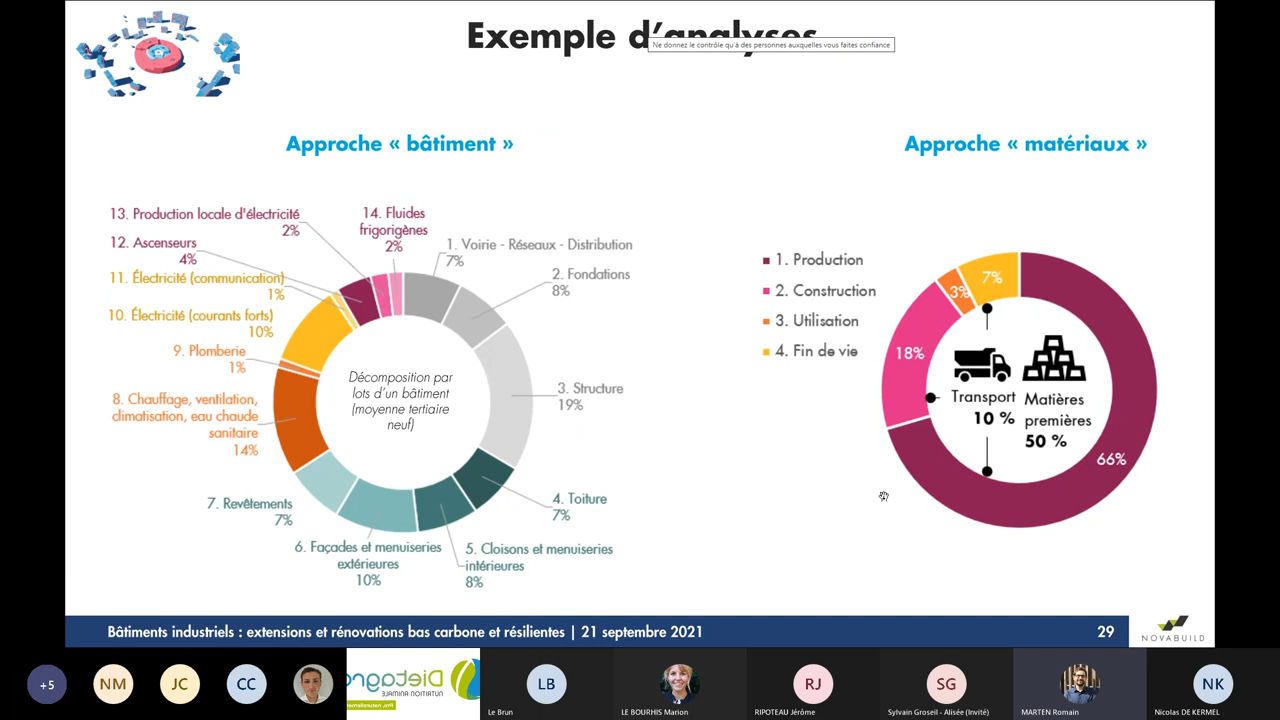 Exemple d'analyses
Ne donnez le contrôle qu'à des personnes auxquelles vous faites confiance
Approche « bâtiment »
13. Production locale d'électricité
2%
14. Fluides
frigorigènes
2%
12. Ascenseurs
4%
1. Voirie - Réseaux - Distribution
7%
11. Électricité (communication)
1%
2. Fondations
8%
10. Électricité (courants forts)
10%
9. Plomberie
1%
3. Structure
19%
8. Chauffage, ventilation,
climatisation, eau chaude
sanitaire
14%
Décomposition par
lots d'un bâtiment
(moyenne tertiaire
neuf)
7. Revêtements
7%
4. Toiture
7%
6. Façades et menuiseries
extérieures
10%
5. Cloisons et menuiseries
intérieures
8%
Approche « matériaux »
1. Production
2. Construction
3. Utilisation
4. Fin de vie
7%
3%
18%
66%
Transport
10 %
Matières
premières
50 %
Bâtiments industriels : extensions et rénovations bas carbone et résilientes | 21 septembre 2021
29
NOVABUILD
+5
NM
JC
CC
Dietagro
NUTRITION ANIMALE
LB
Le Brun
LE BOURHIS Marion
RJ
RIPOTEAU Jérôme
SG
Sylvain Groseil - Alisée (Invité)
MARTEN Romain
NK
Nicolas DE KERMEL